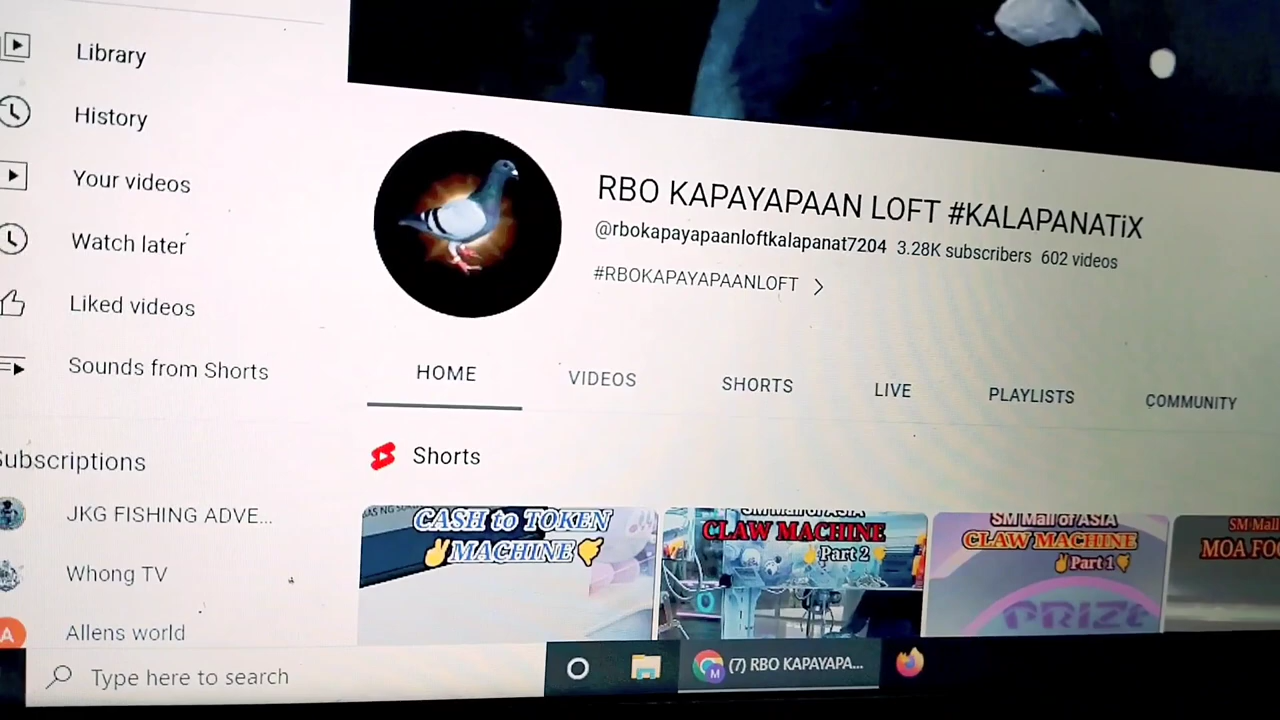 Library
History
Your videos
Watch later
Liked videos
Sounds from Shorts
Subscriptions
JKG FISHING ADVE...
Whong TV
A
Allens world
RBO KAPAYAPAAN LOFT #KALAPANATiX
@rbokapayapaanloftkalapanat7204 3.28K subscribers 602 videos
#RBOKAPAYAPAANLOFT
HOME VIDEOS SHORTS LIVE PLAYLISTS COMMUNITY
Shorts
CASH to TOKEN
MACHINE
SM Mall of ASIA
CLAW MACHINE
Part 2
SM Mall of ASIA
CLAW MACHINE
Part 1
PRIZE
SM Mall
MOA FOO
Type here to search
M
(7) RBO KAPAYAPA...